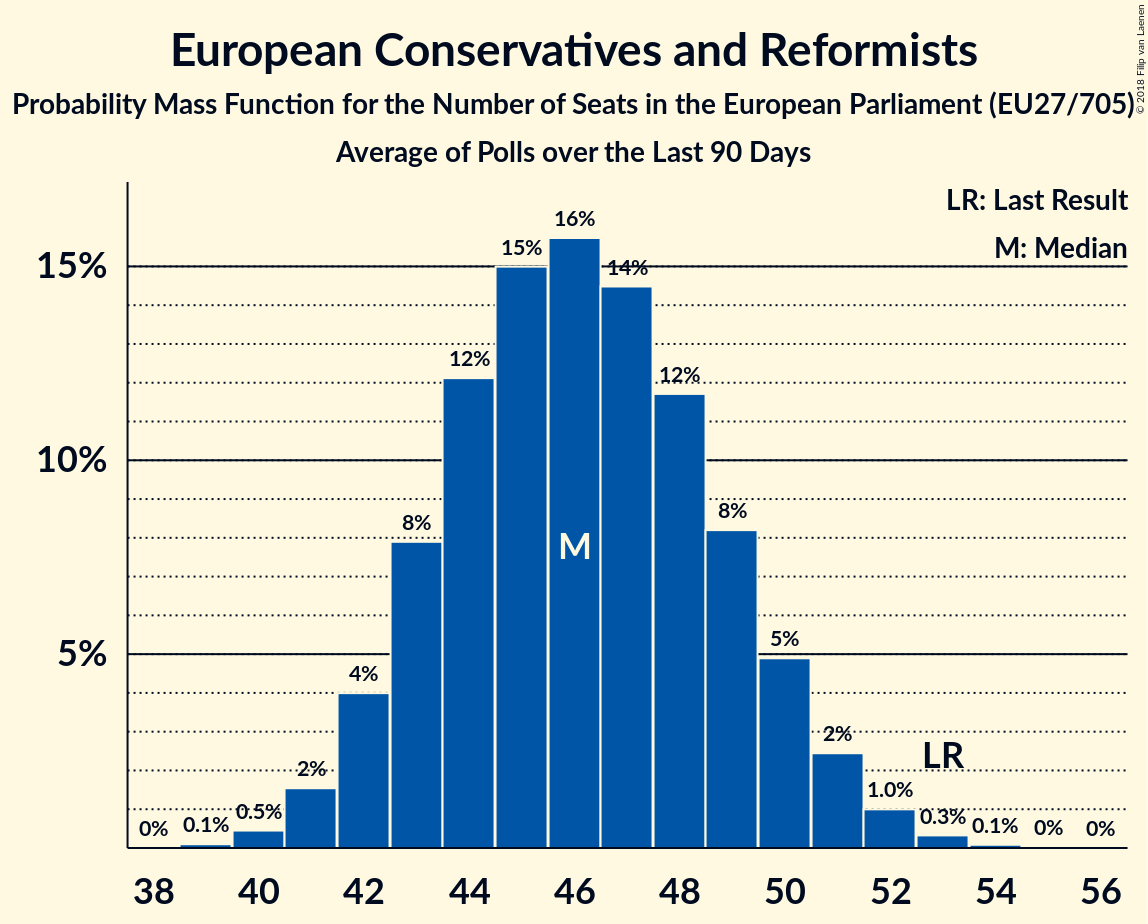 European Conservatives and Reformists
Probability Mass Function for the Number of Seats in the European Parliament (EU27/705)
Average of Polls over the Last 90 Days
© 2018 Filip van Laenen
LR: Last Result
M: Median
15%
10%
5%
0%
0.1%
0.5%
2%
4%
8%
12%
15%
16%
14%
12%
8%
5%
2%
1.0%
0.3%
0.1%
0%
0%
M
LR
38 40 42 44 46 48 50 52 54 56